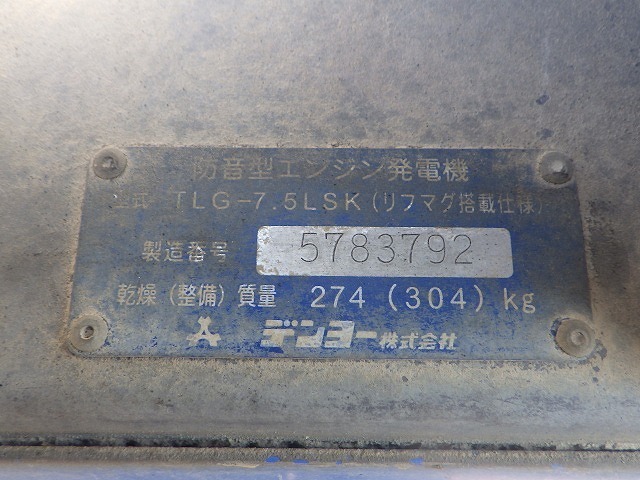 防音型エンジン発電機
型式 TLG-7.5LSK(リフマグ搭載仕様)
製造番号 5783792
乾燥(整備)質量 274(304)kg
デンヨー株式会社